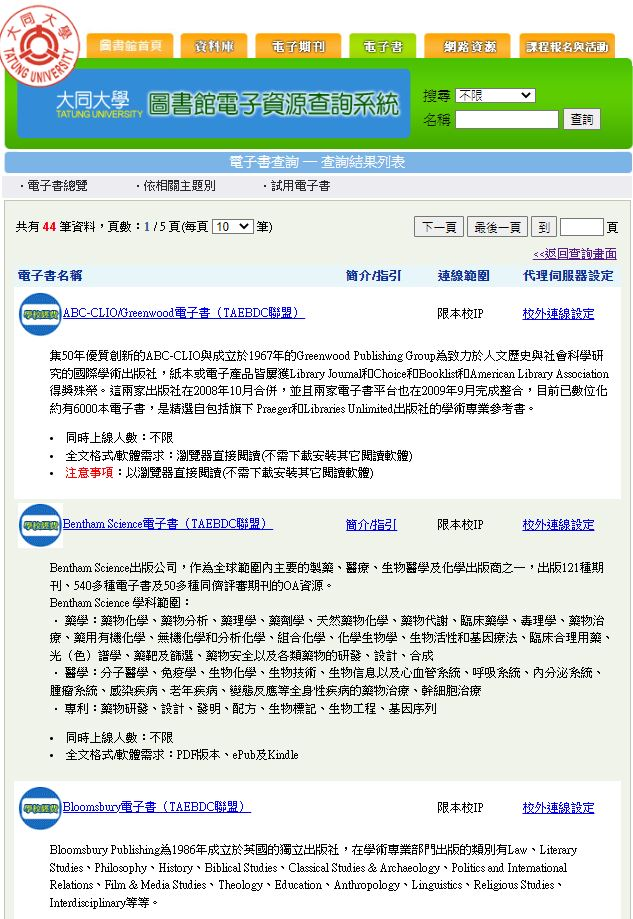 大同大學
TATUNG UNIVERSITY
圖書館首頁
資料庫
電子期刊
電子書
網路資源
課程報名與活動
大同大學
TATUNG UNIVERSITY
圖書館電子資源查詢系統
搜尋 不限
名稱 查詢
電子書查詢 — 查詢結果列表
· 電子書總覽 · 依相關主題別 · 試用電子書
共有 44 筆資料，頁數：1 / 5 頁(每頁 10 筆)
下一頁 最後一頁 到 頁
<<返回查詢畫面
電子書名稱 簡介/指引 連線範圍 代理伺服器設定
學校經費 ABC-CLIO/Greenwood電子書（TAEBDC聯盟） 限本校IP 校外連線設定
集50年優質創新的ABC-CLIO與成立於1967年的Greenwood Publishing Group為致力於人文歷史與社會科學研
究的國際學術出版社，紙本或電子產品皆屢獲Library Journal和Choice和Booklist和American Library Association
得獎殊榮。這兩家出版社在2008年10月合併，並且兩家電子書平台也在2009年9月完成整合，目前已數位化
約有6000本電子書，是精選自包括旗下 Praeger和Libraries Unlimited出版社的學術專業參考書。
• 同時上線人數：不限
• 全文格式/軟體需求：瀏覽器直接閱讀(不需下載安裝其它閱讀軟體)
• 注意事項：以瀏覽器直接閱讀(不需下載安裝其它閱讀軟體)
學校經費 Bentham Science電子書（TAEBDC聯盟） 簡介/指引 限本校IP 校外連線設定
Bentham Science出版公司，作為全球範圍內主要的製藥、醫療、生物醫學及化學出版商之一，出版121種期
刊、540多種電子書及50多種同儕評審期刊的OA資源。
Bentham Science 學科範圍：
· 藥學：藥物化學、藥物分析、藥理學、藥劑學、天然藥物化學、藥物代謝、臨床藥學、毒理學、藥物治
療、藥用有機化學、無機化學和分析化學、組合化學、化學生物學、生物活性和基因療法、臨床合理用藥、
光（色）譜學、藥靶及篩選、藥物安全以及各類藥物的研發、設計、合成
· 醫學：分子醫學、免疫學、生物化學、生物技術、生物信息以及心血管系統、呼吸系統、內分泌系統、
腫瘤系統、感染疾病、老年疾病、變態反應等全身性疾病的藥物治療、幹細胞治療
· 專利：藥物研發、設計、發明、配方、生物標記、生物工程、基因序列
• 同時上線人數：不限
• 全文格式/軟體需求：PDF版本、ePub及Kindle
學校經費 Bloomsbury電子書（TAEBDC聯盟） 限本校IP 校外連線設定
Bloomsbury Publishing為1986年成立於英國的獨立出版社，在學術專業部門出版的類別有Law、Literary
Studies、Philosophy、History、Biblical Studies、Classical Studies & Archaeology、Politics and International
Relations、Film & Media Studies、Theology、Education、Anthropology、Linguistics、Religious Studies、
Interdisciplinary等等。